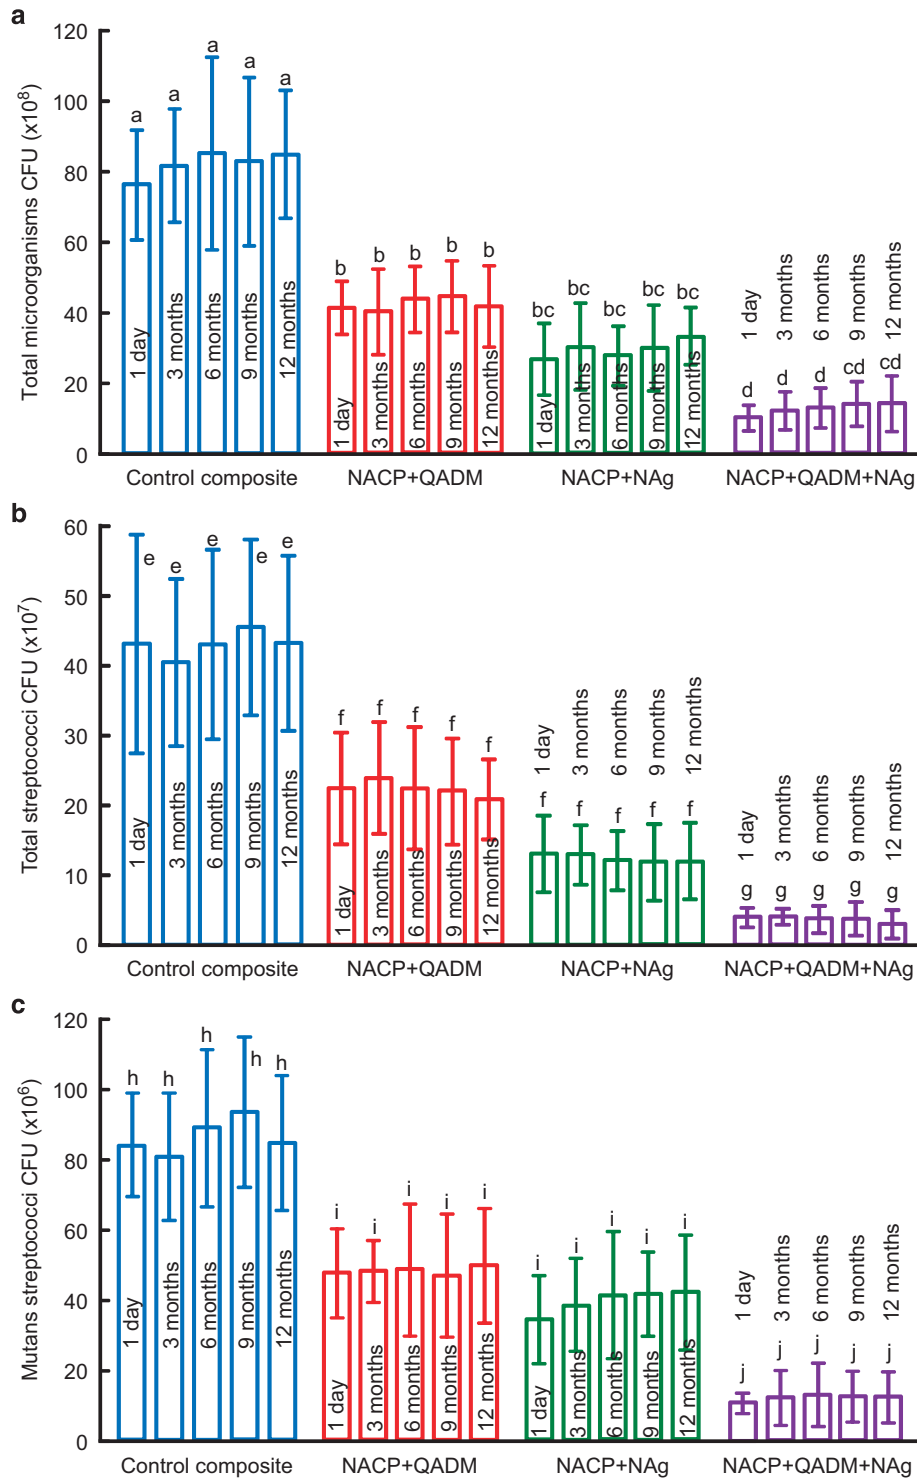 a
Total microorganisms CFU (x10⁸)
120
100
80
60
40
20
0
a
a
a
a
a
b
b
b
b
b
bc
bc
bc
bc
bc
d
d
d
cd
cd
1 day
3 months
6 months
9 months
12 months
1 day
3 months
6 months
9 months
12 months
1 day
3 months
6 months
9 months
12 months
1 day
3 months
6 months
9 months
12 months
Control composite
NACP+QADM
NACP+NAg
NACP+QADM+NAg
b
Total streptococci CFU (x10⁷)
60
50
40
30
20
10
0
e
e
e
e
e
f
f
f
f
f
f
f
f
f
f
g
g
g
g
g
1 day
3 months
6 months
9 months
12 months
1 day
3 months
6 months
9 months
12 months
1 day
3 months
6 months
9 months
12 months
1 day
3 months
6 months
9 months
12 months
Control composite
NACP+QADM
NACP+NAg
NACP+QADM+NAg
c
Mutans streptococci CFU (x10⁶)
120
100
80
60
40
20
0
h
h
h
h
h
i
i
i
i
i
i
i
i
i
i
j
j
j
j
j
1 day
3 months
6 months
9 months
12 months
1 day
3 months
6 months
9 months
12 months
1 day
3 months
6 months
9 months
12 months
1 day
3 months
6 months
9 months
12 months
Control composite
NACP+QADM
NACP+NAg
NACP+QADM+NAg